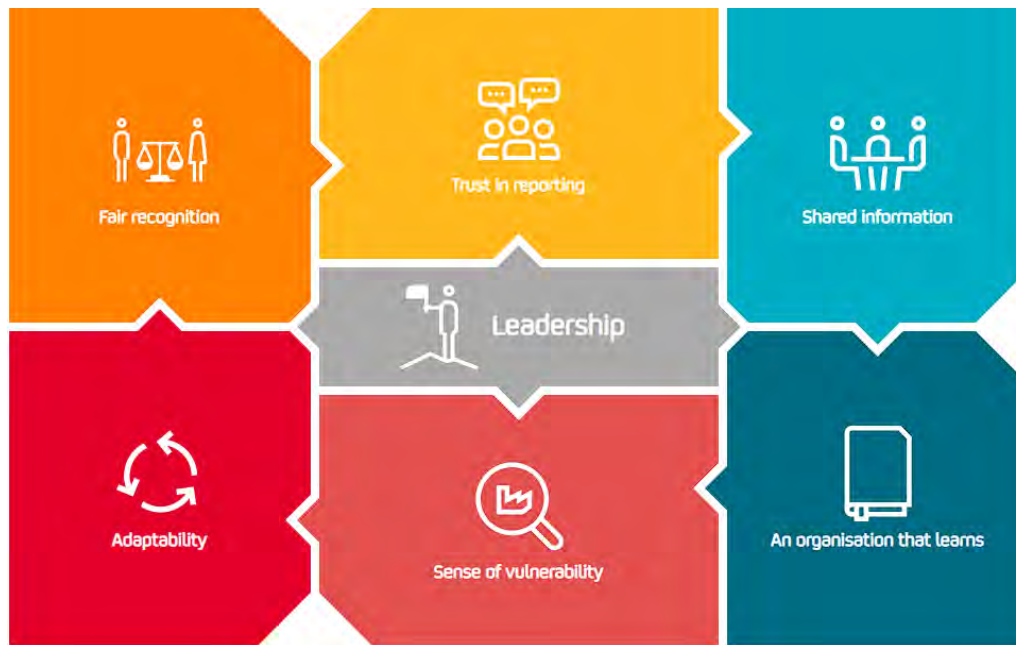 Fair recognition
Trust in reporting
Shared information
Leadership
Adaptability
Sense of vulnerability
An organisation that learns